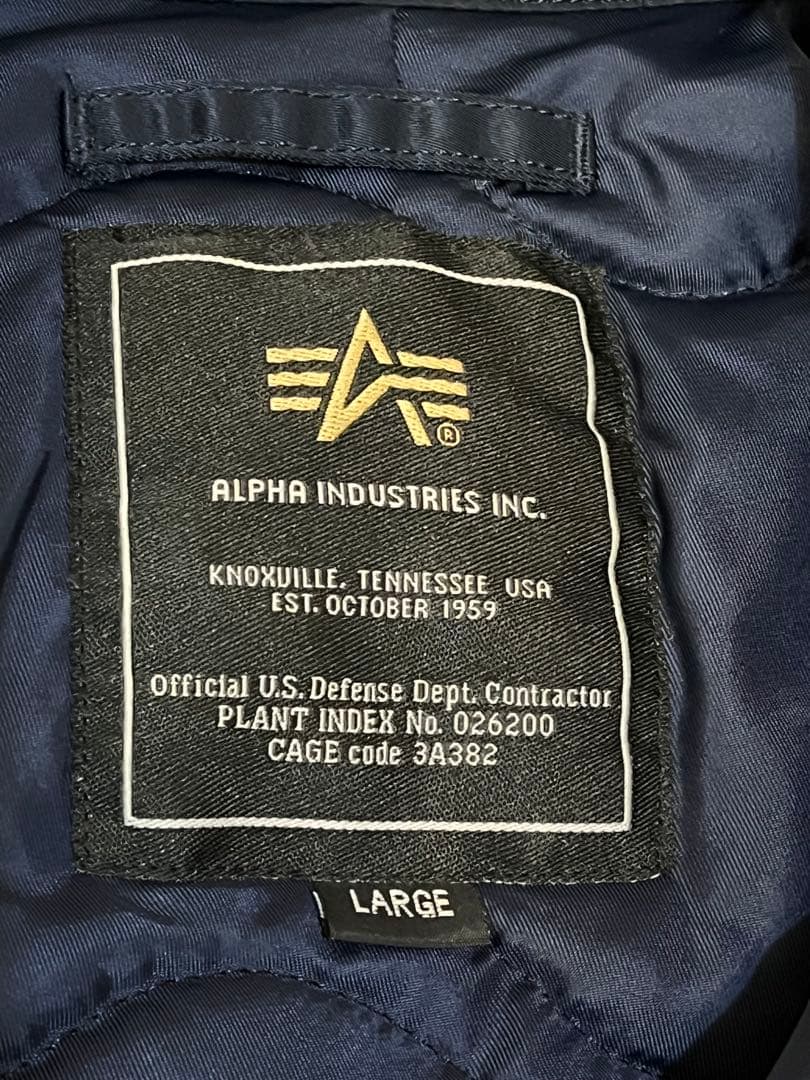 ®
ALPHA INDUSTRIES INC.
KNOXVILLE, TENNESSEE USA
EST. OCTOBER 1959
Official U.S. Defense Dept. Contractor
PLANT INDEX No. 026200
CAGE code 3A382
LARGE